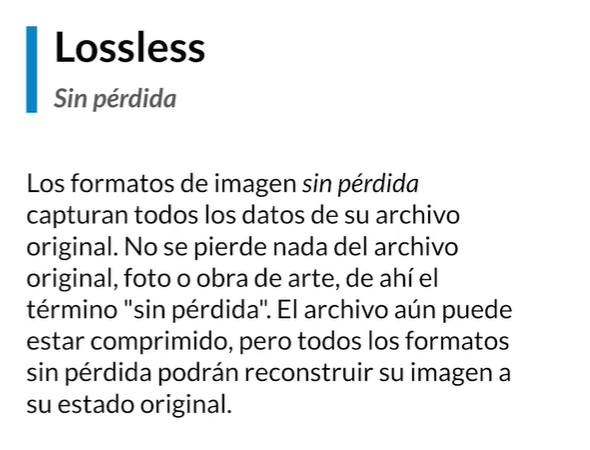 Lossless
Sin pérdida
Los formatos de imagen sin pérdida
capturan todos los datos de su archivo
original. No se pierde nada del archivo
original, foto o obra de arte, de ahí el
término "sin pérdida". El archivo aún puede
estar comprimido, pero todos los formatos
sin pérdida podrán reconstruir su imagen a
su estado original.